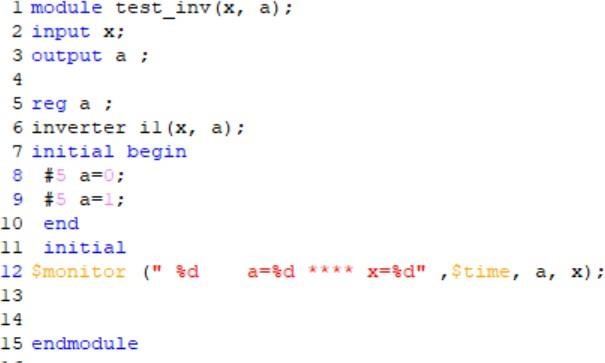 1 module test_inv(x, a);
2 input x;
3 output a ;
4
5 reg a ;
6 inverter i1(x, a);
7 initial begin
8 #5 a=0;
9 #5 a=1;
10 end
11 initial
12 $monitor (" %d    a=%d **** x=%d" ,$time, a, x);
13
14
15 endmodule